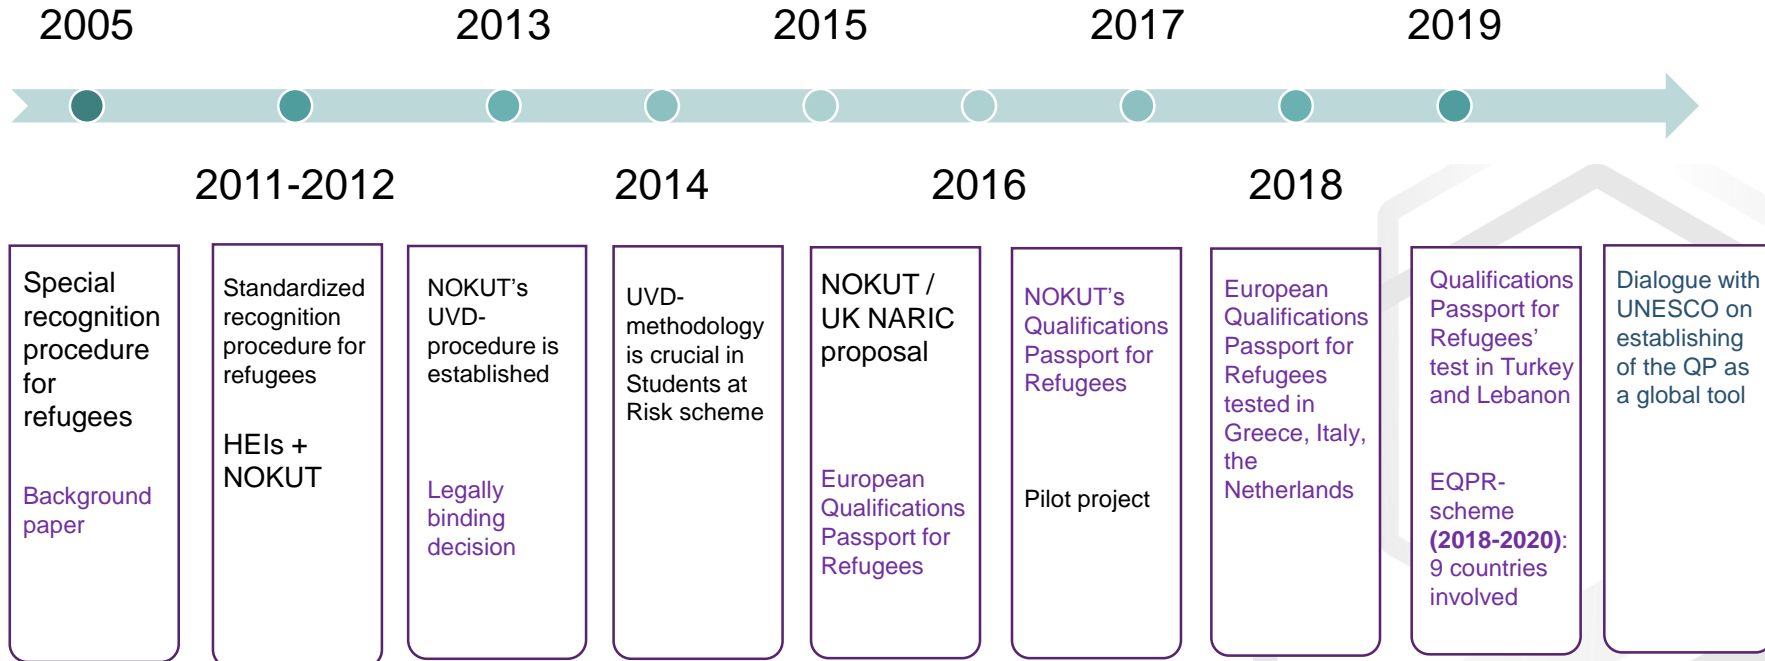 2005
2013
2015
2017
2019
2011-2012
2014
2016
2018
Special
recognition
procedure
for
refugees
Background
paper
Standardized
recognition
procedure for
refugees
HEIs +
NOKUT
NOKUT’s
UVD-
procedure is
established
Legally
binding
decision
UVD-
methodology
is crucial in
Students at
Risk scheme
NOKUT /
UK NARIC
proposal
European
Qualifications
Passport for
Refugees
NOKUT’s
Qualifications
Passport for
Refugees
Pilot project
European
Qualifications
Passport for
Refugees
tested in
Greece, Italy,
the
Netherlands
Qualifications
Passport for
Refugees’
test in Turkey
and Lebanon
EQPR-
scheme
(2018-2020):
9 countries
involved
Dialogue with
UNESCO on
establishing
of the QP as
a global tool